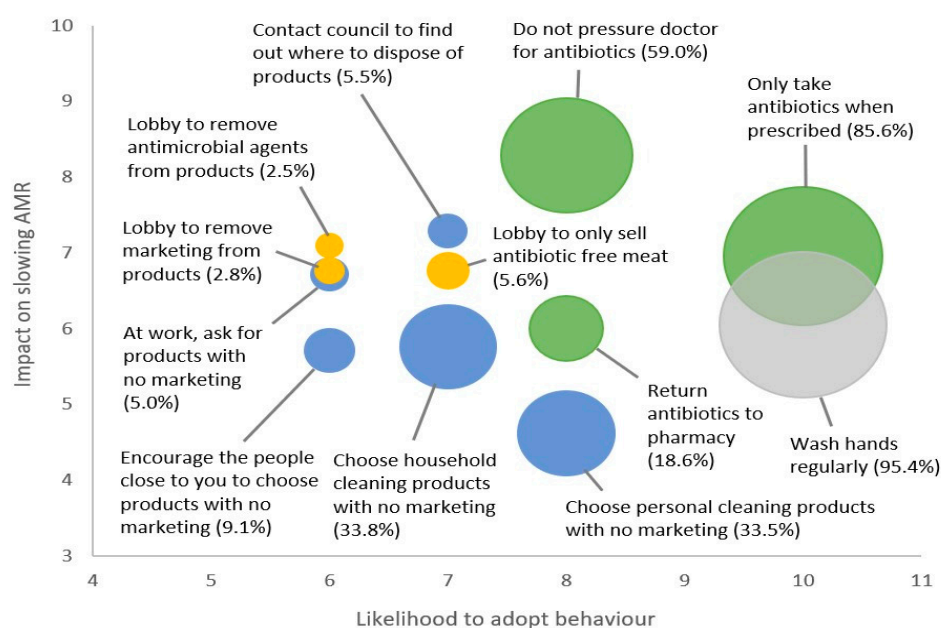 Contact council to find
out where to dispose of
products (5.5%)
Do not pressure doctor
for antibiotics (59.0%)
Only take
antibiotics when
prescribed (85.6%)
Lobby to remove
antimicrobial agents
from products (2.5%)
Lobby to remove
marketing from
products (2.8%)
Lobby to only sell
antibiotic free meat
(5.6%)
At work, ask for
products with
no marketing
(5.0%)
Encourage the people
close to you to choose
products with no
marketing (9.1%)
Choose household
cleaning products
with no marketing
(33.8%)
Return
antibiotics to
pharmacy
(18.6%)
Wash hands
regularly (95.4%)
Choose personal cleaning products
with no marketing (33.5%)
Impact on slowing AMR
10
9
8
7
6
5
4
3
4 5 6 7 8 9 10 11
Likelihood to adopt behaviour